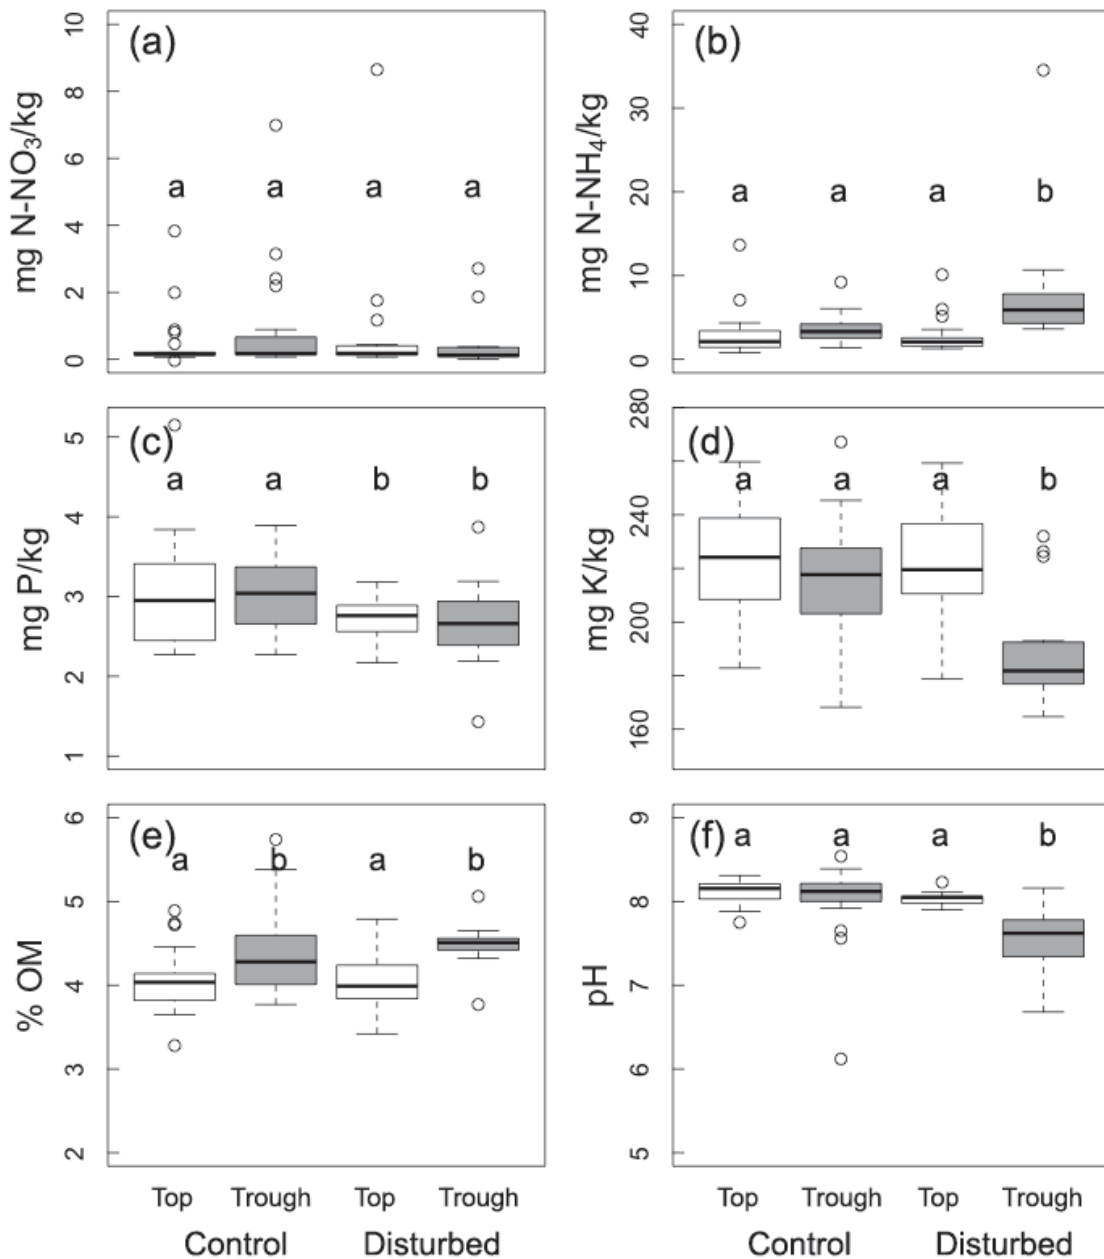 (a)
mg N-NO3/kg
10
8
6
4
2
0
a a a a
(b)
mg N-NH4/kg
40
30
20
10
0
a a a b
(c)
mg P/kg
5
4
3
2
1
a a b b
(d)
mg K/kg
280
240
200
160
a a a b
(e)
% OM
6
5
4
3
2
a b a b
(f)
pH
9
8
7
6
5
a a a b
Top Trough Top Trough
Control Disturbed
Top Trough Top Trough
Control Disturbed